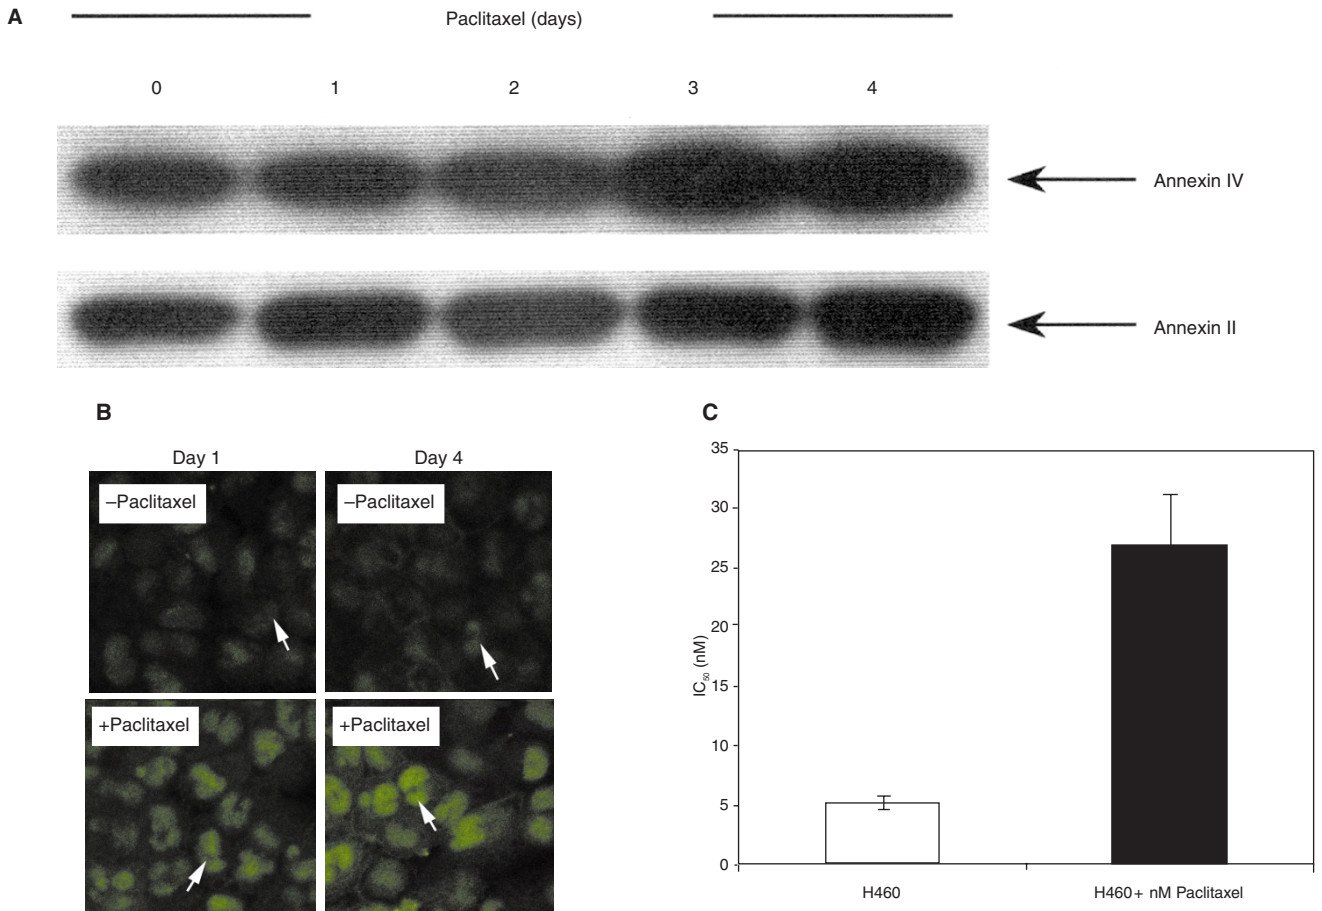 A
Paclitaxel (days)
0 1 2 3 4
Annexin IV
Annexin II
B
Day 1 Day 4
–Paclitaxel –Paclitaxel
+Paclitaxel +Paclitaxel
C
IC50 (nM)
35
30
25
20
15
10
5
0
H460 H460+ nM Paclitaxel